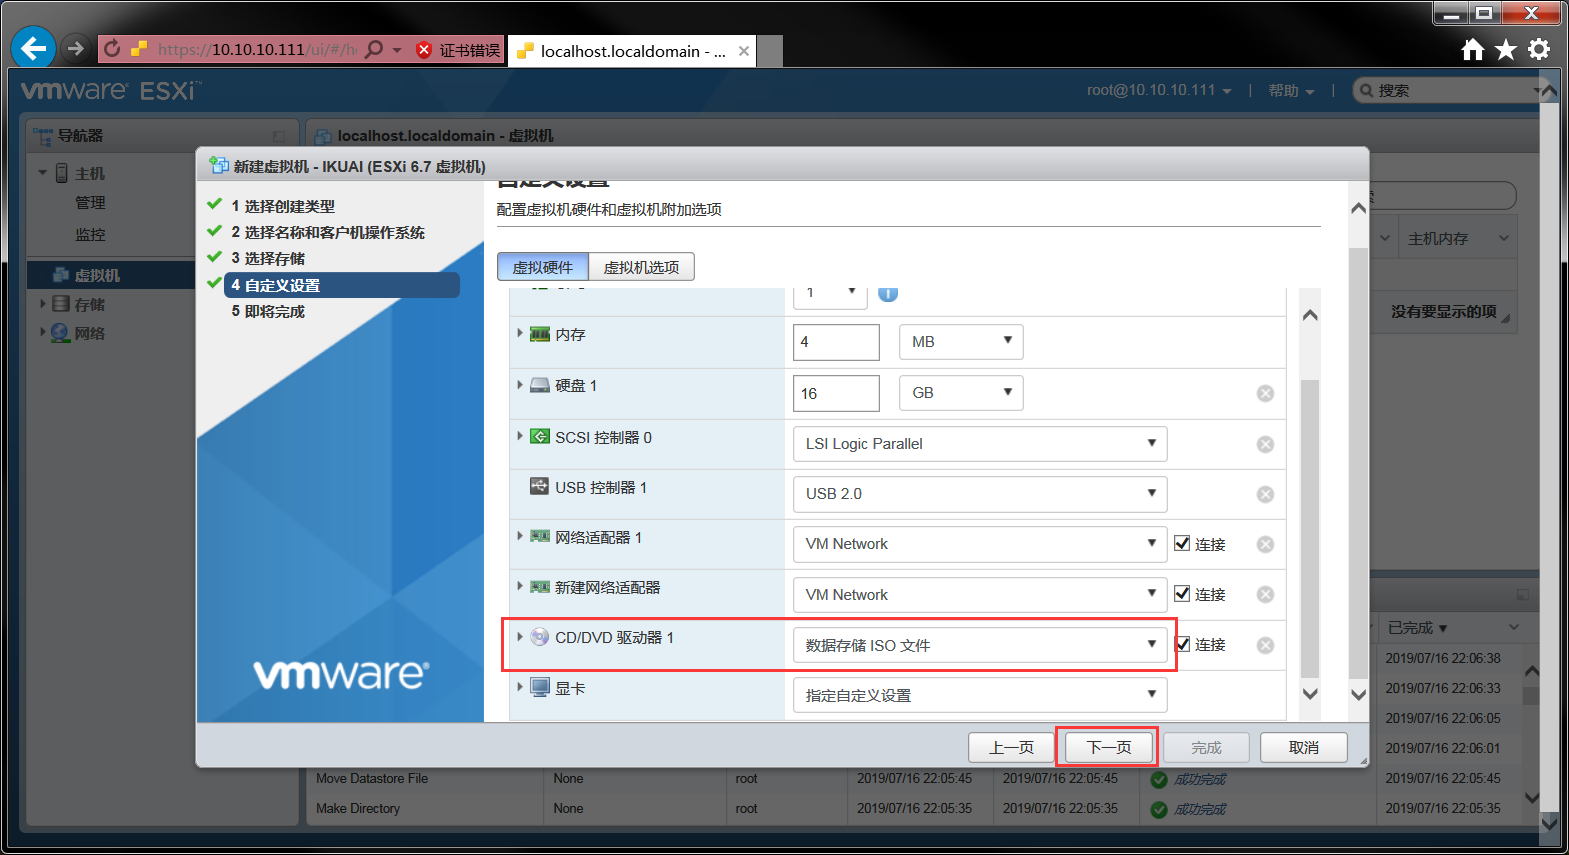 https://10.10.10.111/ui/#/h
证书错误
localhost.localdomain - ...
vmware ESXi™
root@10.10.10.111
帮助
搜索
导航器
主机
管理
监控
虚拟机
存储
网络
localhost.localdomain - 虚拟机
主机内存
没有要显示的项
新建虚拟机 - IKUAI (ESXi 6.7 虚拟机)
1 选择创建类型
2 选择名称和客户机操作系统
3 选择存储
4 自定义设置
5 即将完成
vmware®
自定义设置
配置虚拟机硬件和虚拟机附加选项
虚拟硬件
虚拟机选项
1
内存
4
MB
硬盘 1
16
GB
SCSI 控制器 0
LSI Logic Parallel
USB 控制器 1
USB 2.0
网络适配器 1
VM Network
连接
新建网络适配器
VM Network
连接
CD/DVD 驱动器 1
数据存储 ISO 文件
连接
显卡
指定自定义设置
上一页
下一页
完成
取消
已完成 ▼
2019/07/16 22:06:38
2019/07/16 22:06:33
2019/07/16 22:06:05
2019/07/16 22:06:01
Move Datastore File
None
root
2019/07/16 22:05:45
2019/07/16 22:05:45
成功完成
2019/07/16 22:05:45
Make Directory
None
root
2019/07/16 22:05:35
2019/07/16 22:05:35
成功完成
2019/07/16 22:05:35